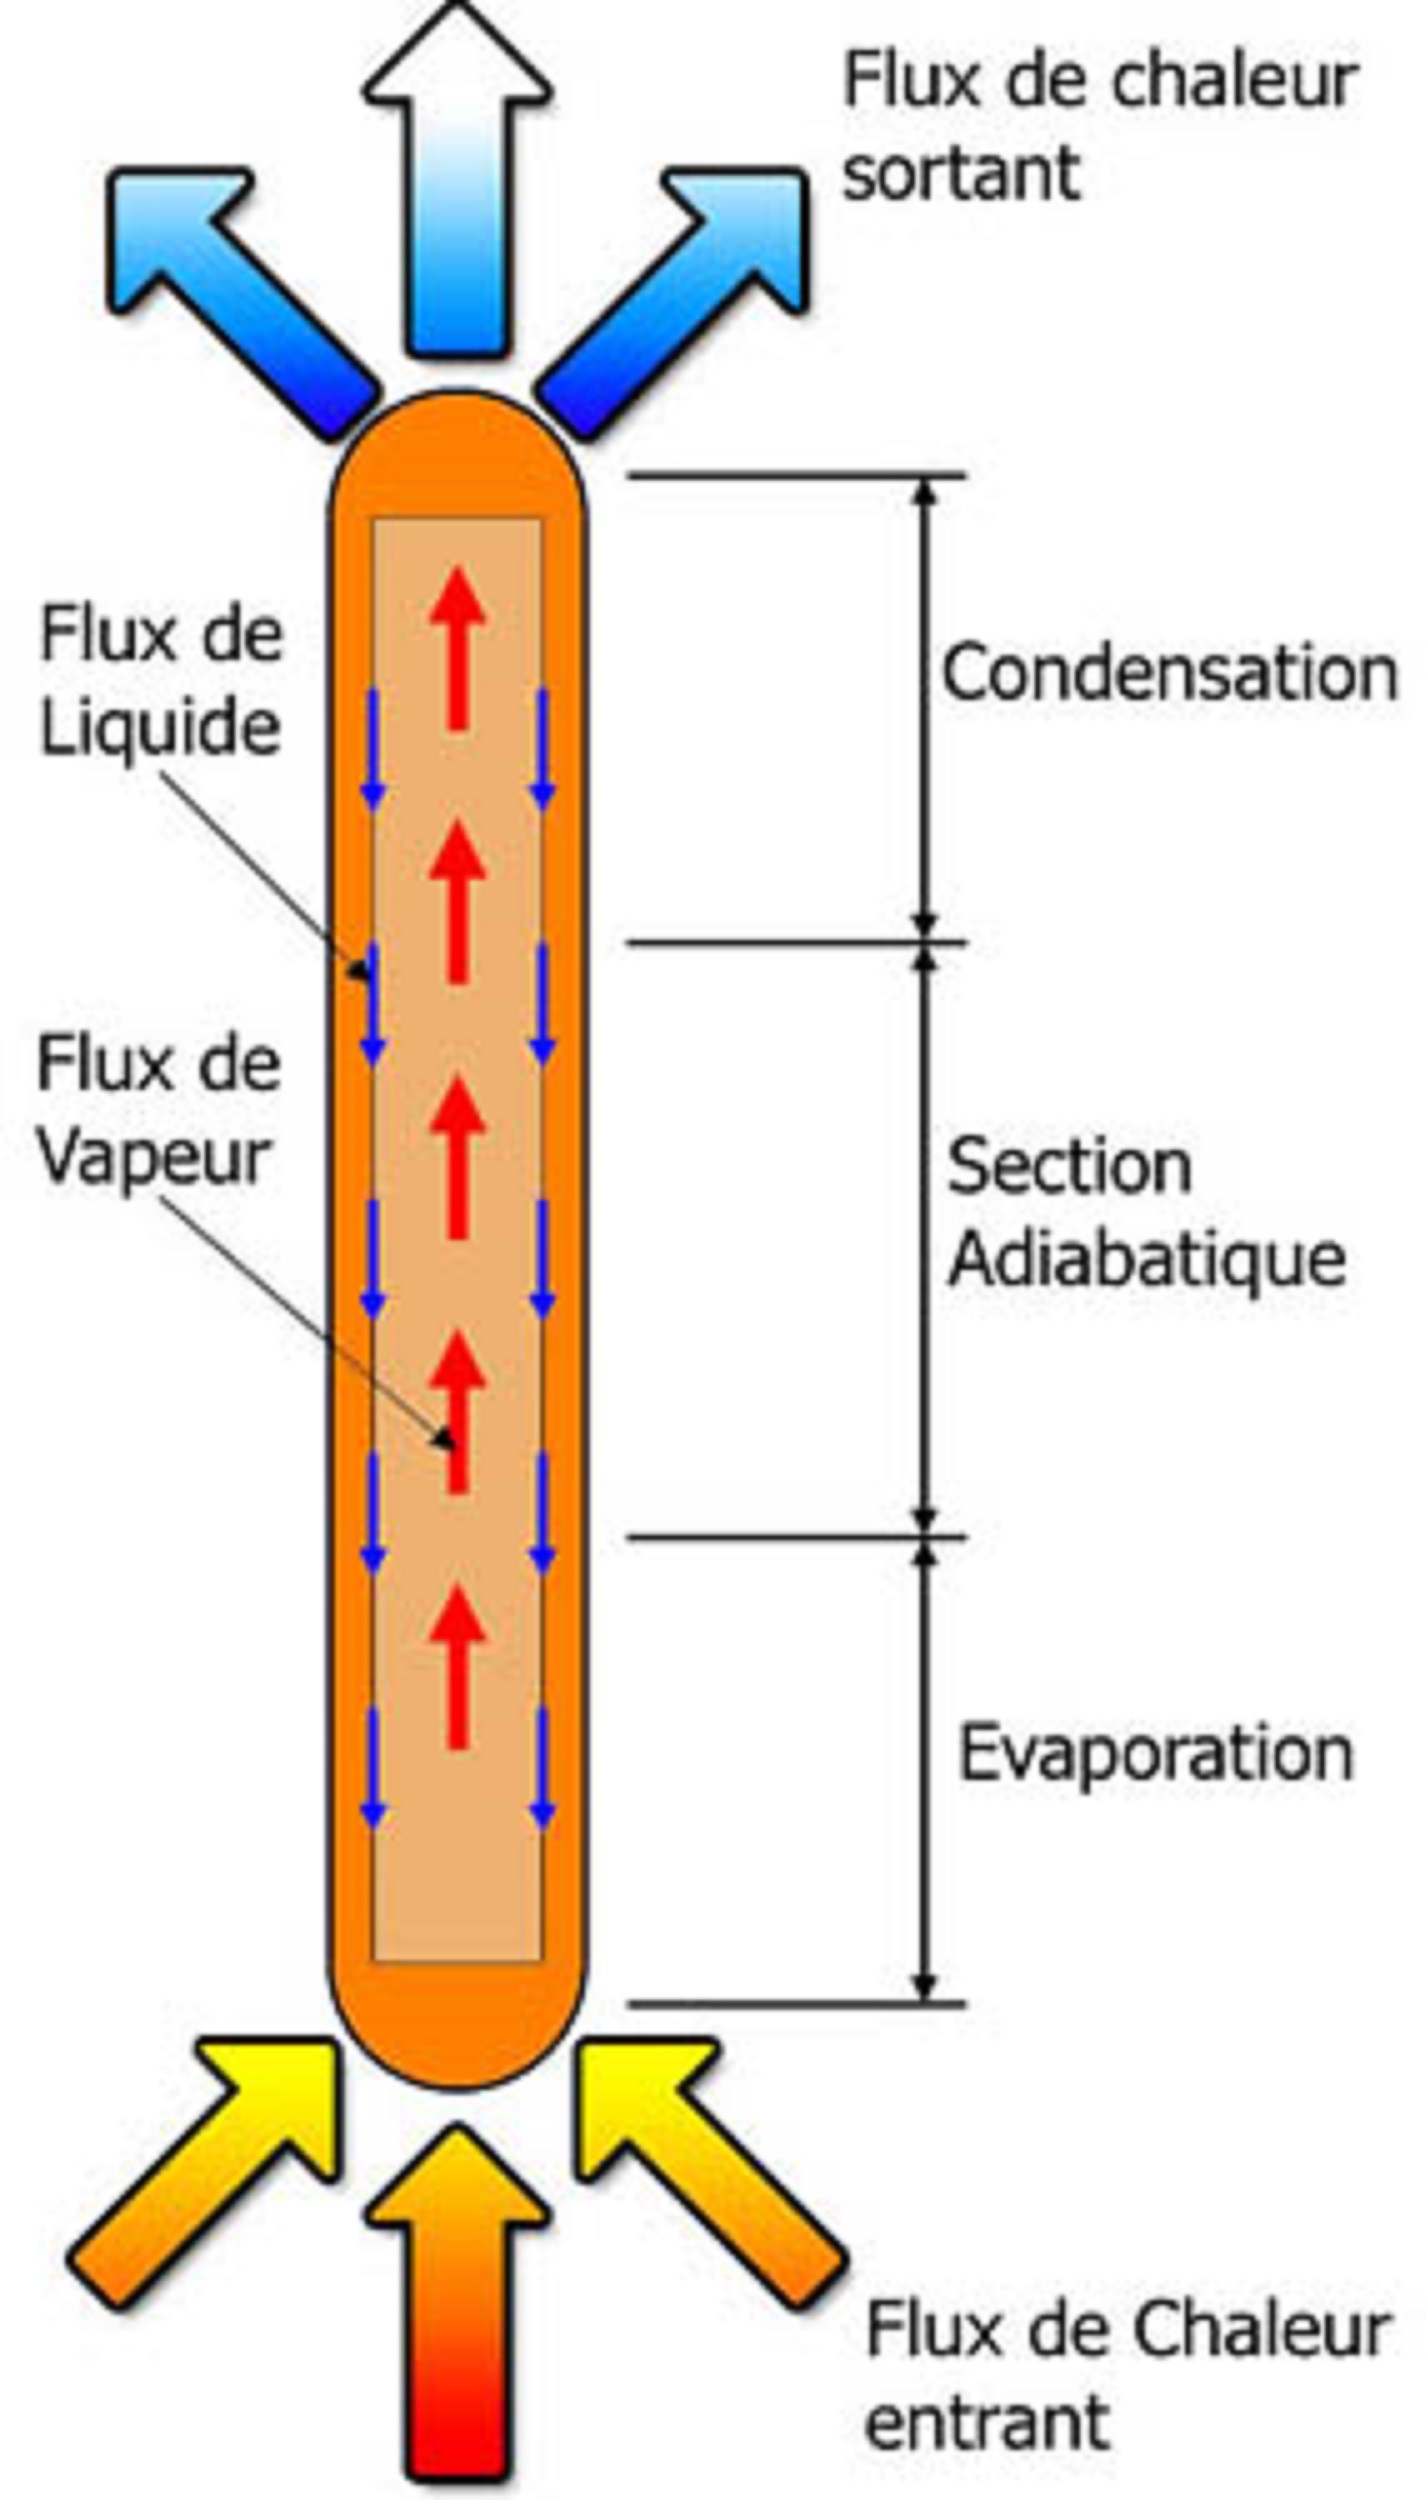 Flux de chaleur
sortant
Flux de
Liquide
Condensation
Flux de
Vapeur
Section
Adiabatique
Evaporation
Flux de Chaleur
entrant